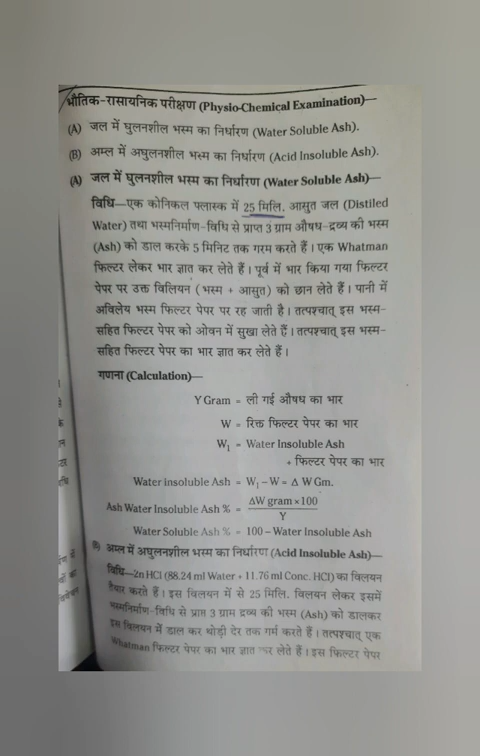 भौतिक-रासायनिक परीक्षण (Physio-Chemical Examination)—
(A) जल में घुलनशील भस्म का निर्धारण (Water Soluble Ash).
(B) अम्ल में अघुलनशील भस्म का निर्धारण (Acid Insoluble Ash).
(A) जल में घुलनशील भस्म का निर्धारण (Water Soluble Ash)—
विधि—एक कोनिकल फ्लास्क में 25 मिलि. आसुत जल (Distiled
Water) तथा भस्मनिर्माण-विधि से प्राप्त 3 ग्राम औषध-द्रव्य की भस्म
(Ash) को डाल करके 5 मिनिट तक गरम करते हैं। एक Whatman
फिल्टर लेकर भार ज्ञात कर लेते हैं। पूर्व में भार किया गया फिल्टर
पेपर पर उक्त विलियन (भस्म + आसुत) को छान लेते हैं। पानी में
अविलेय भस्म फिल्टर पेपर पर रह जाती है। तत्पश्चात् इस भस्म-
सहित फिल्टर पेपर को ओवन में सुखा लेते हैं। तत्पश्चात् इस भस्म-
सहित फिल्टर पेपर का भार ज्ञात कर लेते हैं।
गणना (Calculation)—
Y Gram = ली गई औषध का भार
W = रिक्त फिल्टर पेपर का भार
W₁ = Water Insoluble Ash
+ फिल्टर पेपर का भार
Water insoluble Ash = W₁ – W = Δ W Gm.
Ash Water Insoluble Ash % = ΔW gram × 100 / Y
Water Soluble Ash % = 100 – Water Insoluble Ash
अम्ल में अघुलनशील भस्म का निर्धारण (Acid Insoluble Ash)—
विधि—2n HCl (88.24 ml Water + 11.76 ml Conc. HCl) का विलयन
तैयार करते हैं। इस विलयन में से 25 मिलि. विलयन लेकर इसमें
भस्मनिर्माण-विधि से प्राप्त 3 ग्राम द्रव्य की भस्म (Ash) को डालकर
इस विलियन में डाल कर थोड़ी देर तक गर्म करते हैं। तत्पश्चात् एक
Whatman फिल्टर पेपर का भार ज्ञात कर लेते हैं। इस फिल्टर पेपर